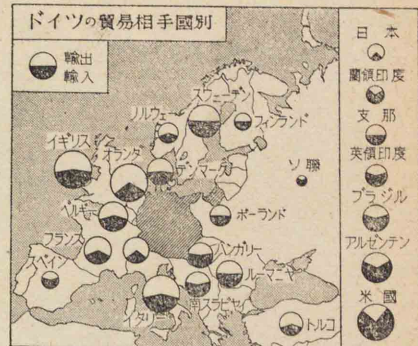 ドイツの貿易相手國別
輸出
輸入
スウェーデン
ノルウェー
フィンランド
イギリス
オランダ
デンマーク
ソ聯
ベルギー
ポーランド
フランス
ハンガリー
スペイン
ルーマニヤ
南スラビヤ
イタリー
トルコ
日本
蘭領印度
支那
英領印度
ブラジル
アルゼンテン
米國